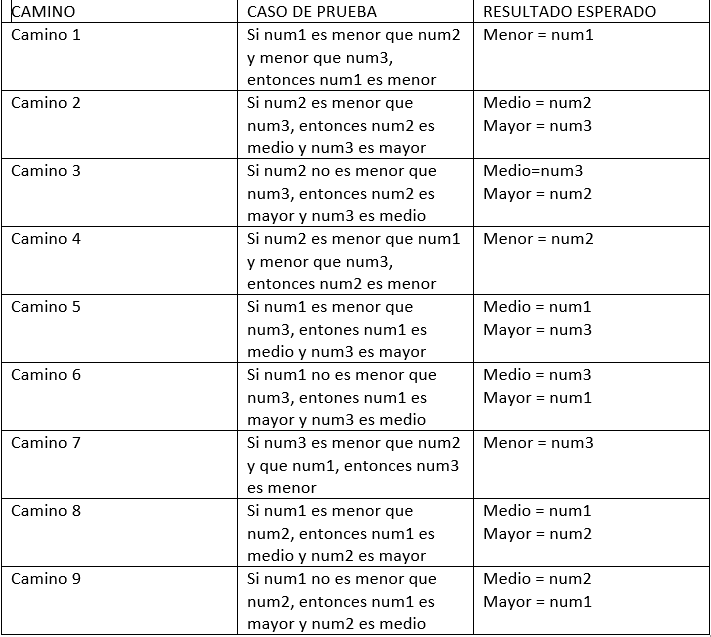 CAMINO CASO DE PRUEBA RESULTADO ESPERADO
Camino 1 Si num1 es menor que num2 Menor = num1
y menor que num3,
entonces num1 es menor
Camino 2 Si num2 es menor que Medio = num2
num3, entonces num2 es Mayor = num3
medio y num3 es mayor
Camino 3 Si num2 no es menor que Medio=num3
num3, entonces num2 es Mayor = num2
mayor y num3 es medio
Camino 4 Si num2 es menor que num1 Menor = num2
y menor que num3,
entonces num2 es menor
Camino 5 Si num1 es menor que Medio = num1
num3, entones num1 es Mayor = num3
medio y num3 es mayor
Camino 6 Si num1 no es menor que Medio = num3
num3, entones num1 es Mayor = num1
mayor y num3 es medio
Camino 7 Si num3 es menor que num2 Menor = num3
y que num1, entonces num3
es menor
Camino 8 Si num1 es menor que Medio = num1
num2, entonces num1 es Mayor = num2
medio y num2 es mayor
Camino 9 Si num1 no es menor que Medio = num2
num2, entonces num1 es Mayor = num1
mayor y num2 es medio